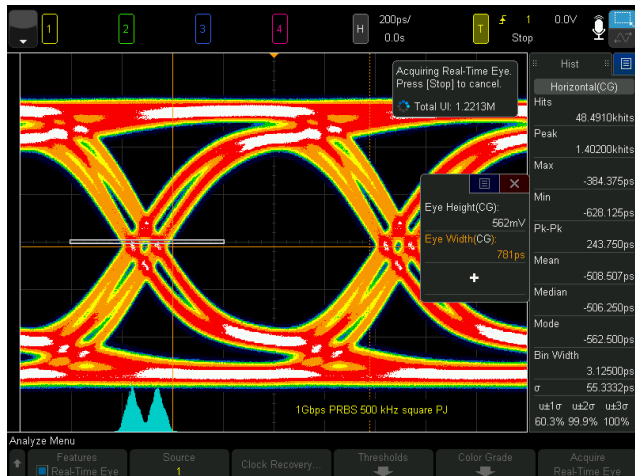 1
2
3
4
H
200ps/
0.0s
T
1
0.0V
Stop
Acquiring Real-Time Eye.
Press [Stop] to cancel.
Total UI: 1.2213M
Eye Height(CG):
562mV
Eye Width(CG):
781ps
Hist
Horizontal(CG)
Hits
48.4910khits
Peak
1.40200khits
Max
-384.375ps
Min
-628.125ps
Pk-Pk
243.750ps
Mean
-508.507ps
Median
-506.250ps
Mode
-562.500ps
Bin Width
3.12500ps
σ
55.3332ps
u±1σ u±2σ u±3σ
60.3% 99.9% 100%
1Gbps PRBS 500 kHz square PJ
Analyze Menu
Features
Real-Time Eye
Source
1
Clock Recovery...
Thresholds
Color Grade
Acquire
Real-Time Eye